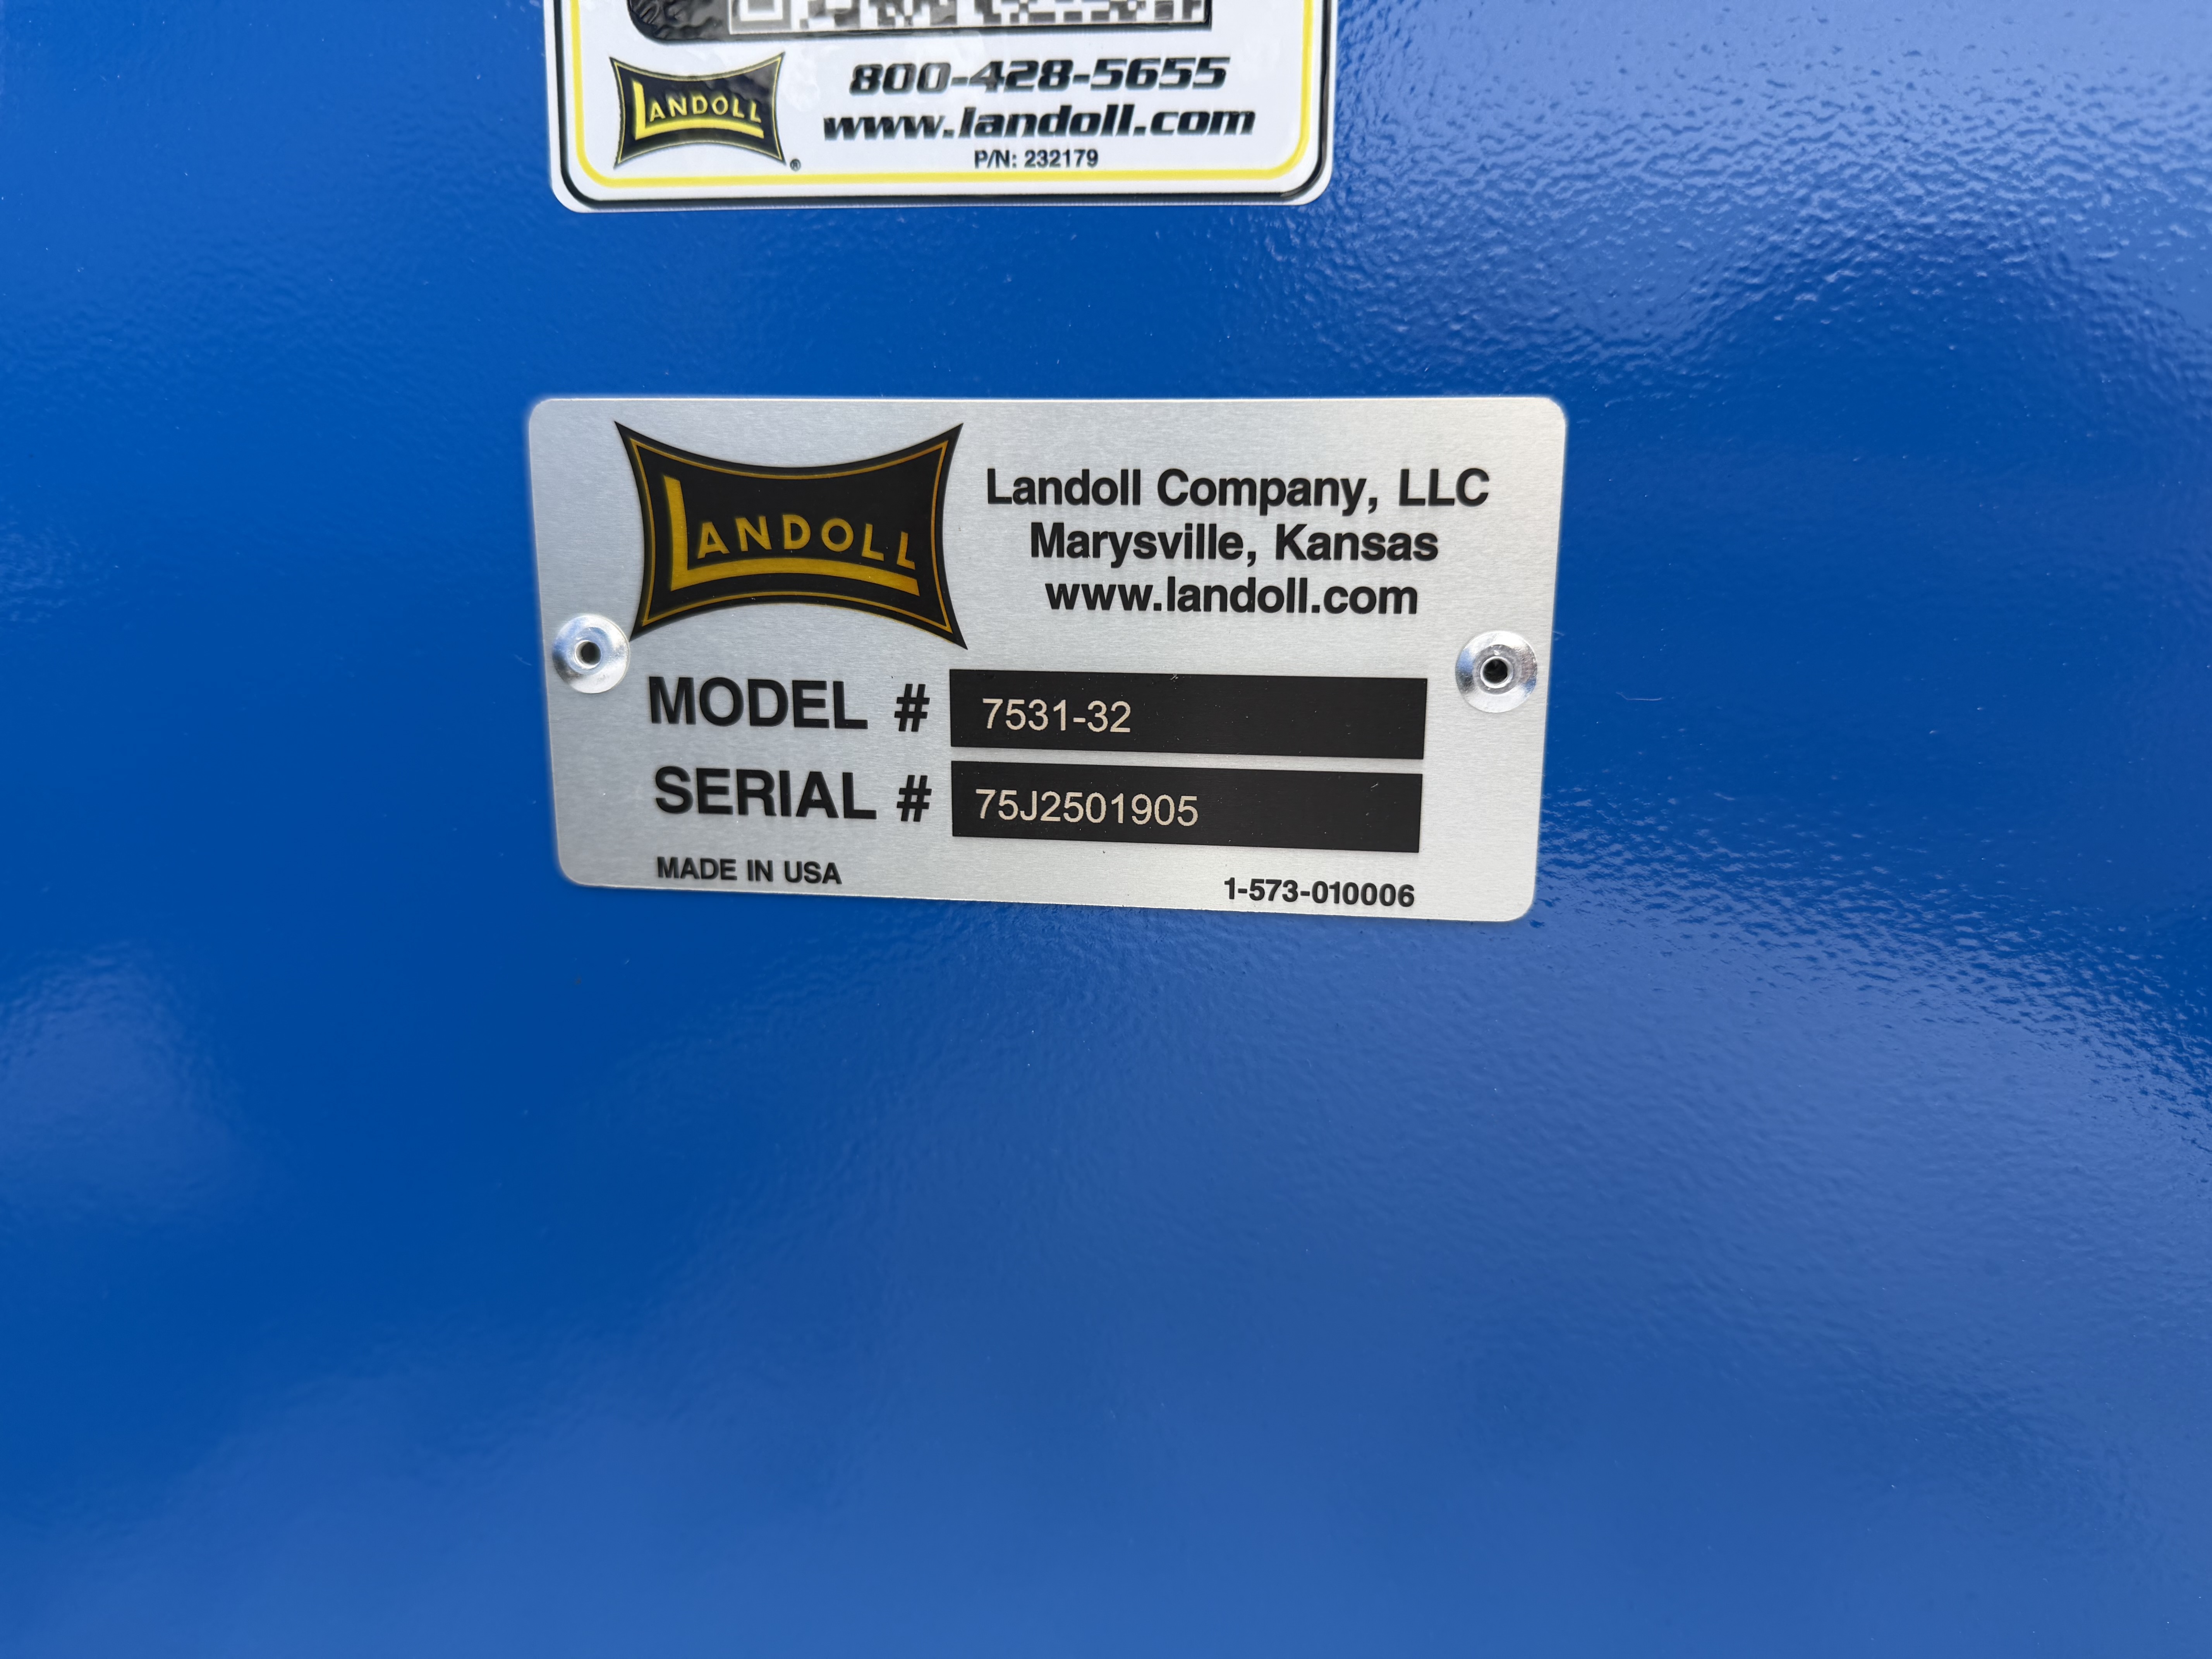 LANDOLL
®
800-428-5655
www.landoll.com
P/N: 232179
LANDOLL
Landoll Company, LLC
Marysville, Kansas
www.landoll.com
MODEL # 7531-32
SERIAL # 75J2501905
MADE IN USA
1-573-010006